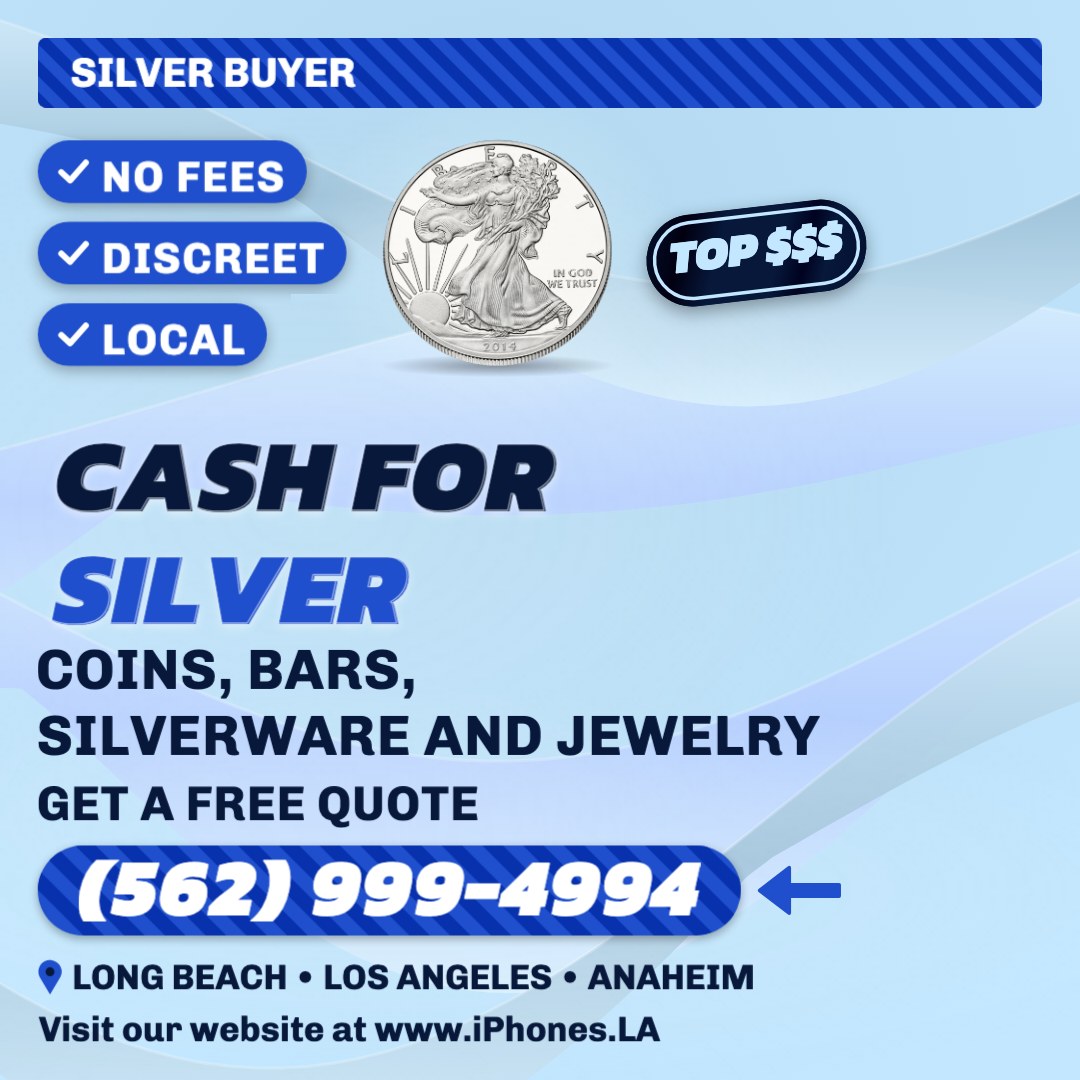 SILVER BUYER
NO FEES
DISCREET
LOCAL
LIBERTY
IN GOD
WE TRUST
2014
TOP $$$
CASH FOR
SILVER
COINS, BARS,
SILVERWARE AND JEWELRY
GET A FREE QUOTE
(562) 999-4994
LONG BEACH • LOS ANGELES • ANAHEIM
Visit our website at www.iPhones.LA